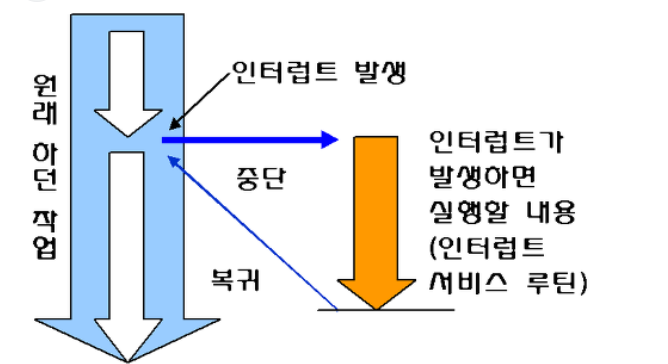 원래 하던 작업
인터럽트 발생
중단
복귀
인터럽트가
발생하면
실행할 내용
(인터럽트
서비스 루틴)